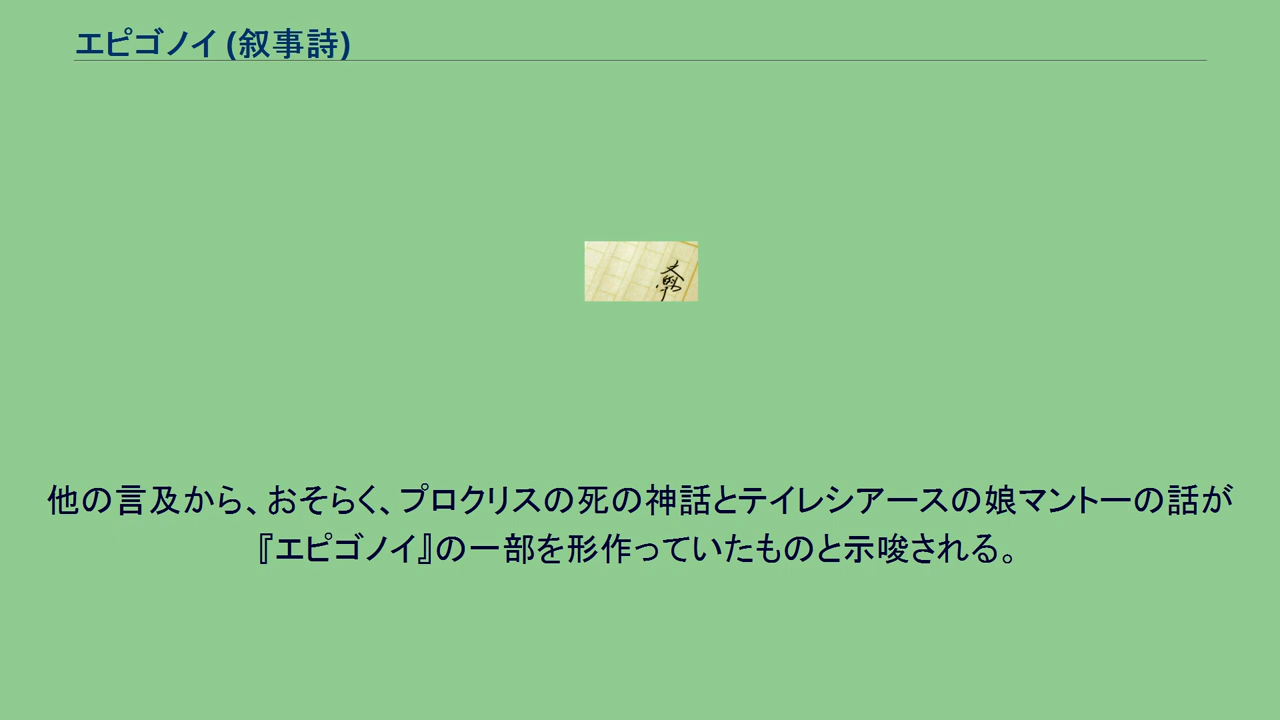 エピゴノイ (叙事詩)
他の言及から、おそらく、プロクリスの死の神話とテイレシアースの娘マントーの話が
『エピゴノイ』の一部を形作っていたものと示唆される。